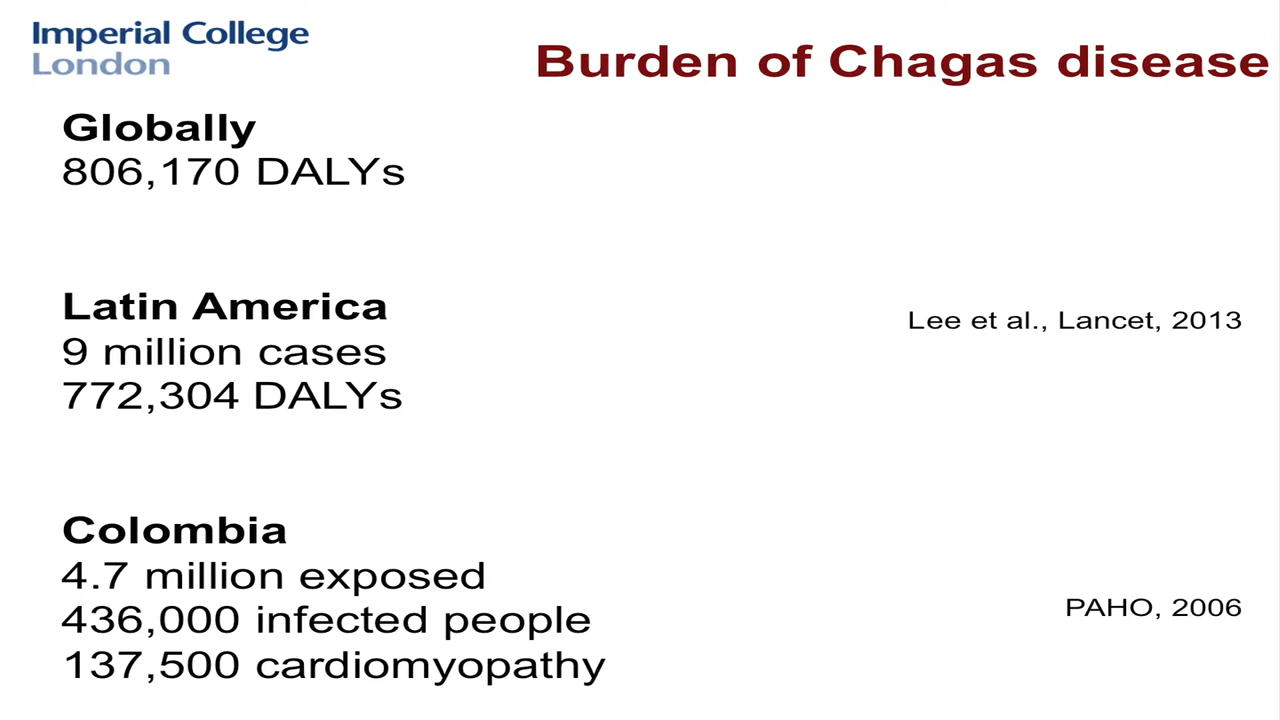 Imperial College
London
Burden of Chagas disease
Globally
806,170 DALYs
Latin America
9 million cases
772,304 DALYs
Lee et al., Lancet, 2013
Colombia
4.7 million exposed
436,000 infected people
137,500 cardiomyopathy
PAHO, 2006